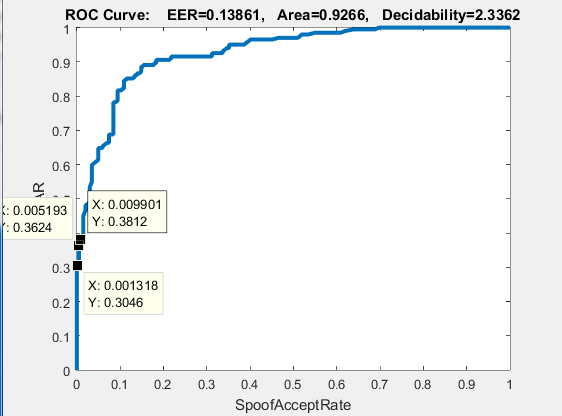 ROC Curve: EER=0.13861, Area=0.9266, Decidability=2.3362
1
0.9
0.8
0.7
0.6
0.3
0.2
0.1
0
AR
X: 0.005193
Y: 0.3624
X: 0.009901
Y: 0.3812
X: 0.001318
Y: 0.3046
0 0.1 0.2 0.3 0.4 0.5 0.6 0.7 0.8 0.9 1
SpoofAcceptRate